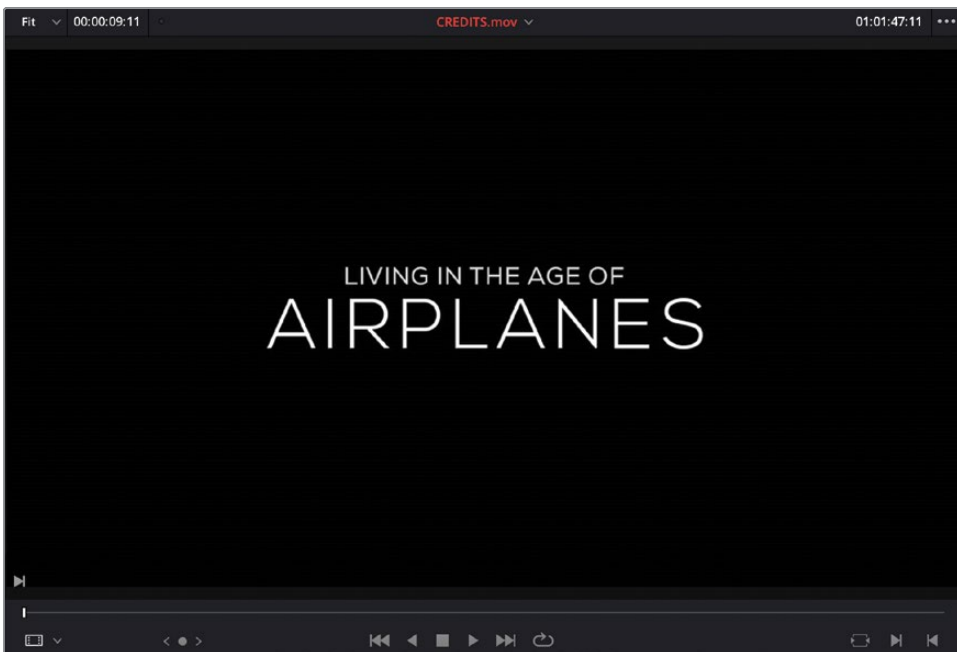 Fit 00:00:09:11 CREDITS.mov 01:01:47:11
LIVING IN THE AGE OF
AIRPLANES